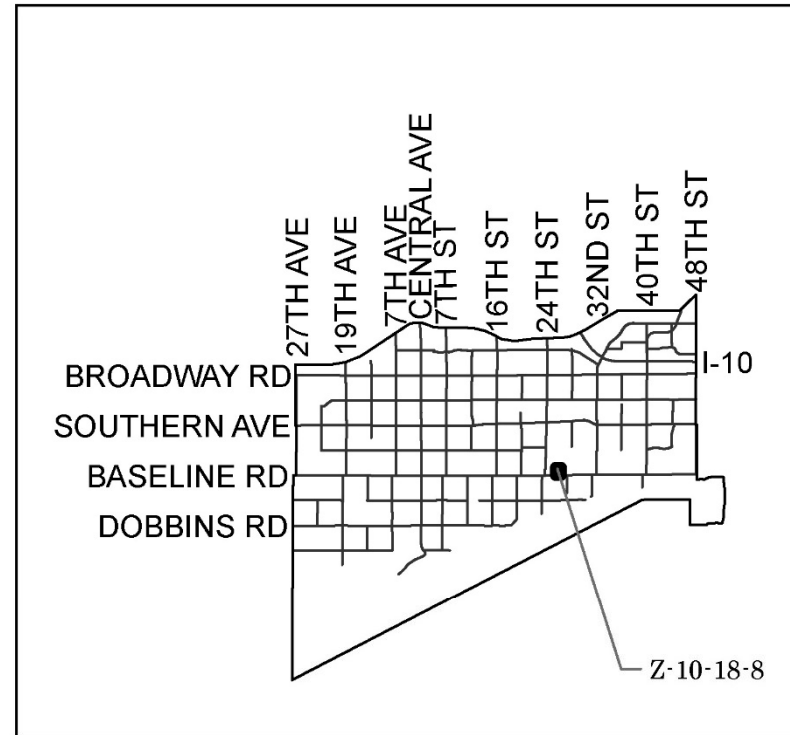 27TH AVE
19TH AVE
7TH AVE
CENTRAL AVE
7TH ST
16TH ST
24TH ST
32ND ST
40TH ST
48TH ST
I-10
BROADWAY RD
SOUTHERN AVE
BASELINE RD
DOBBINS RD
Z-10-18-8